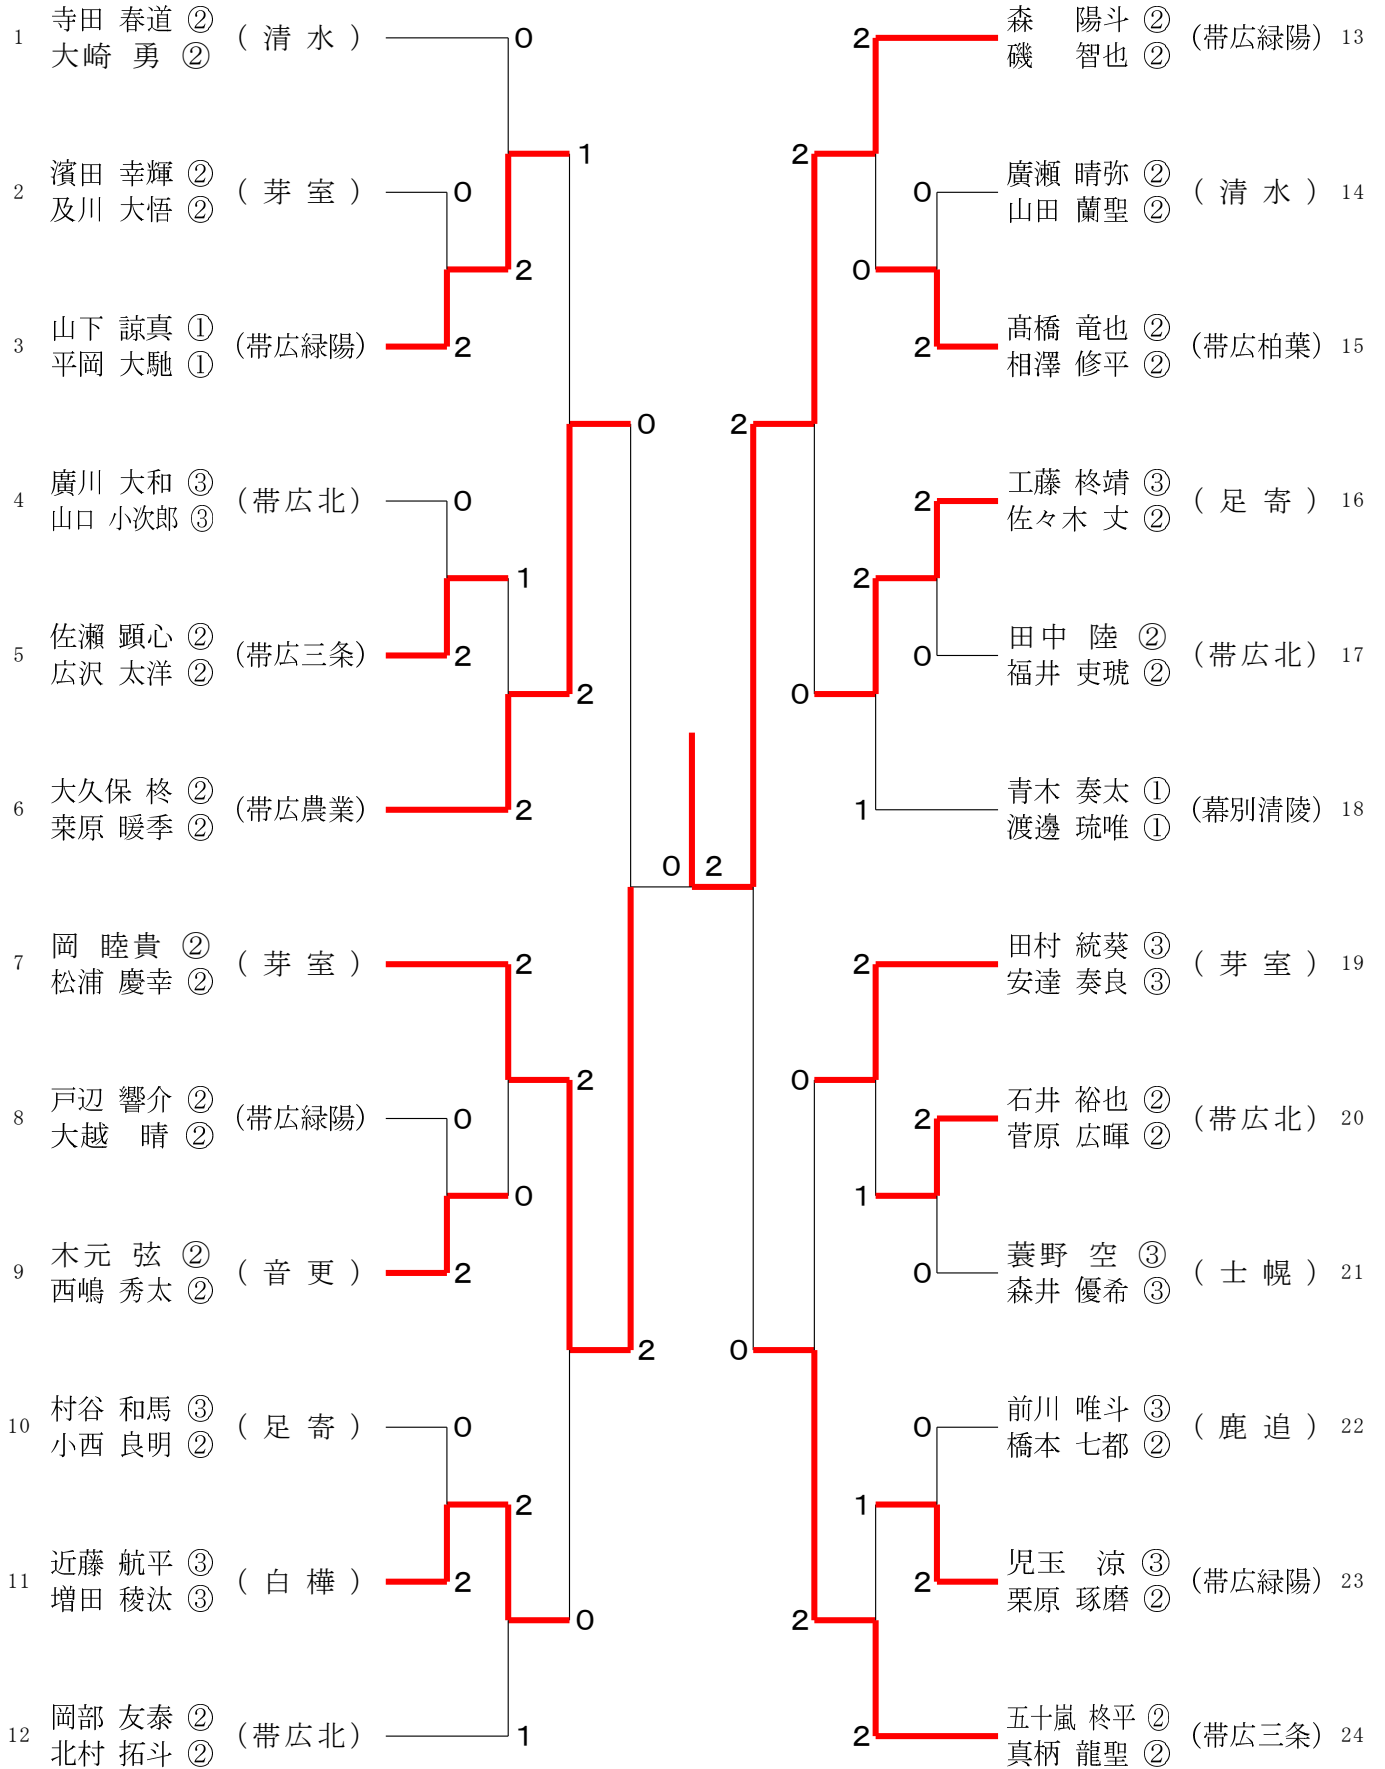 1 寺田 春道 ② ( 清 水 ) 0
大崎 勇 ②
1
2 濱田 幸輝 ② ( 芽 室 ) 0
及川 大悟 ②
2
3 山下 諒真 ① (帯広緑陽) 2
平岡 大馳 ①
0
4 廣川 大和 ③ (帯広北) 0
山口 小次郎 ③
1
5 佐瀬 顕心 ② (帯広三条) 2
広沢 太洋 ②
2
6 大久保 柊 ② (帯広農業) 2
桒原 暖季 ②
0 2
7 岡 睦貴 ② ( 芽 室 ) 2
松浦 慶幸 ②
2
8 戸辺 響介 ② (帯広緑陽) 0
大越 晴 ②
0
9 木元 弦 ② ( 音 更 ) 2
西嶋 秀太 ②
2
10 村谷 和馬 ③ ( 足 寄 ) 0
小西 良明 ②
2
11 近藤 航平 ③ ( 白 樺 ) 2
増田 稜汰 ③
0
12 岡部 友泰 ② (帯広北) 1
北村 拓斗 ②
2 森 陽斗 ② (帯広緑陽) 13
磯 智也 ②
2
0 廣瀬 晴弥 ② ( 清 水 ) 14
山田 蘭聖 ②
0
2 髙橋 竜也 ② (帯広柏葉) 15
相澤 修平 ②
2
2 工藤 柊靖 ③ ( 足 寄 ) 16
佐々木 丈 ②
2
0 田中 陸 ② (帯広北) 17
福井 吏琥 ②
0
1 青木 奏太 ① (幕別清陵) 18
渡邊 琉唯 ①
2 田村 統葵 ③ ( 芽 室 ) 19
安達 奏良 ③
0
2 石井 裕也 ② (帯広北) 20
菅原 広暉 ②
1
0 蓑野 空 ③ ( 士 幌 ) 21
森井 優希 ③
0
0 前川 唯斗 ③ ( 鹿 追 ) 22
橋本 七都 ②
1
2 児玉 涼 ③ (帯広緑陽) 23
栗原 琢磨 ②
2
2 五十嵐 柊平 ② (帯広三条) 24
真柄 龍聖 ②